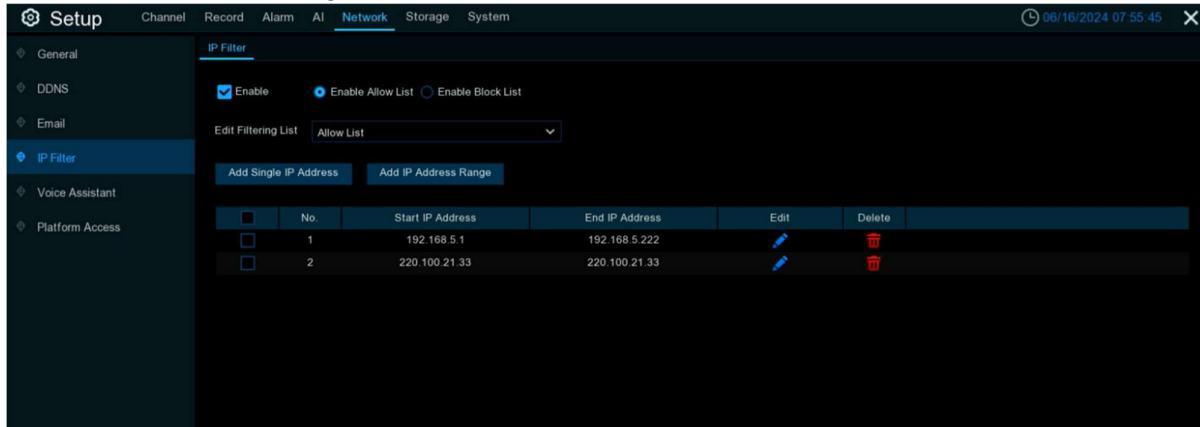 Setup Channel Record Alarm AI Network Storage System 06/16/2024 07:55:45
General
DDNS
Email
IP Filter
Voice Assistant
Platform Access
IP Filter
Enable Enable Allow List Enable Block List
Edit Filtering List Allow List
Add Single IP Address Add IP Address Range
No. Start IP Address End IP Address Edit Delete
1 192.168.5.1 192.168.5.222
2 220.100.21.33 220.100.21.33